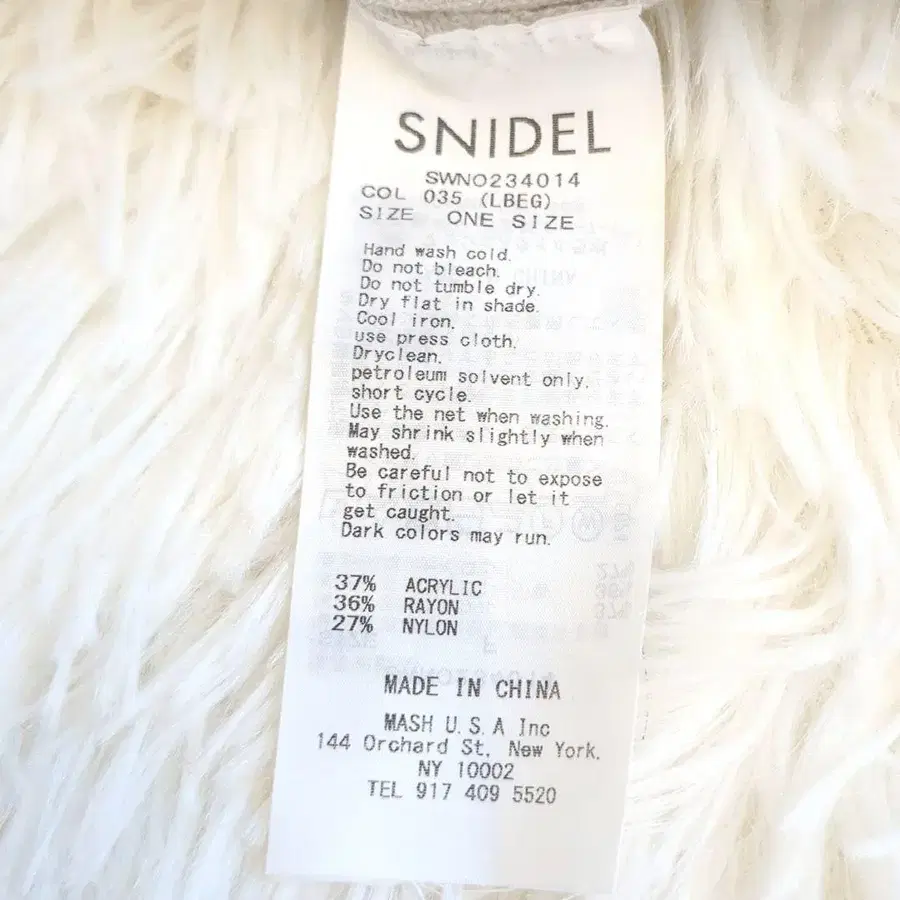 SNIDEL
SWNO234014
COL 035 (LBEG)
SIZE ONE SIZE
Hand wash cold.
Do not bleach.
Do not tumble dry.
Dry flat in shade.
Cool iron.
use press cloth.
Dryclean.
petroleum solvent only.
short cycle.
Use the net when washing.
May shrink slightly when
washed.
Be careful not to expose
to friction or let it
get caught.
Dark colors may run.
37% ACRYLIC
36% RAYON
27% NYLON
MADE IN CHINA
MASH U.S.A Inc
144 Orchard St. New York.
NY 10002
TEL 917 409 5520